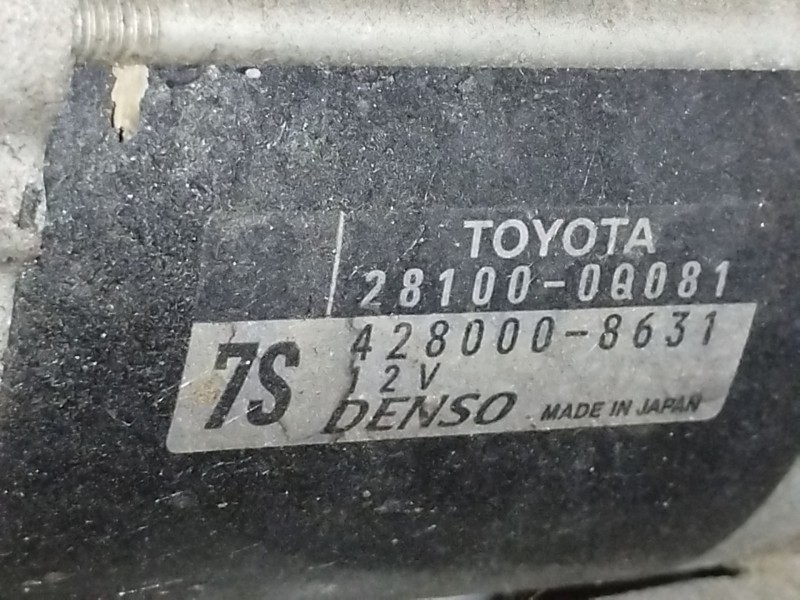 TOYOTA
28100-0Q081
7S
428000-8631
12V
DENSO MADE IN JAPAN